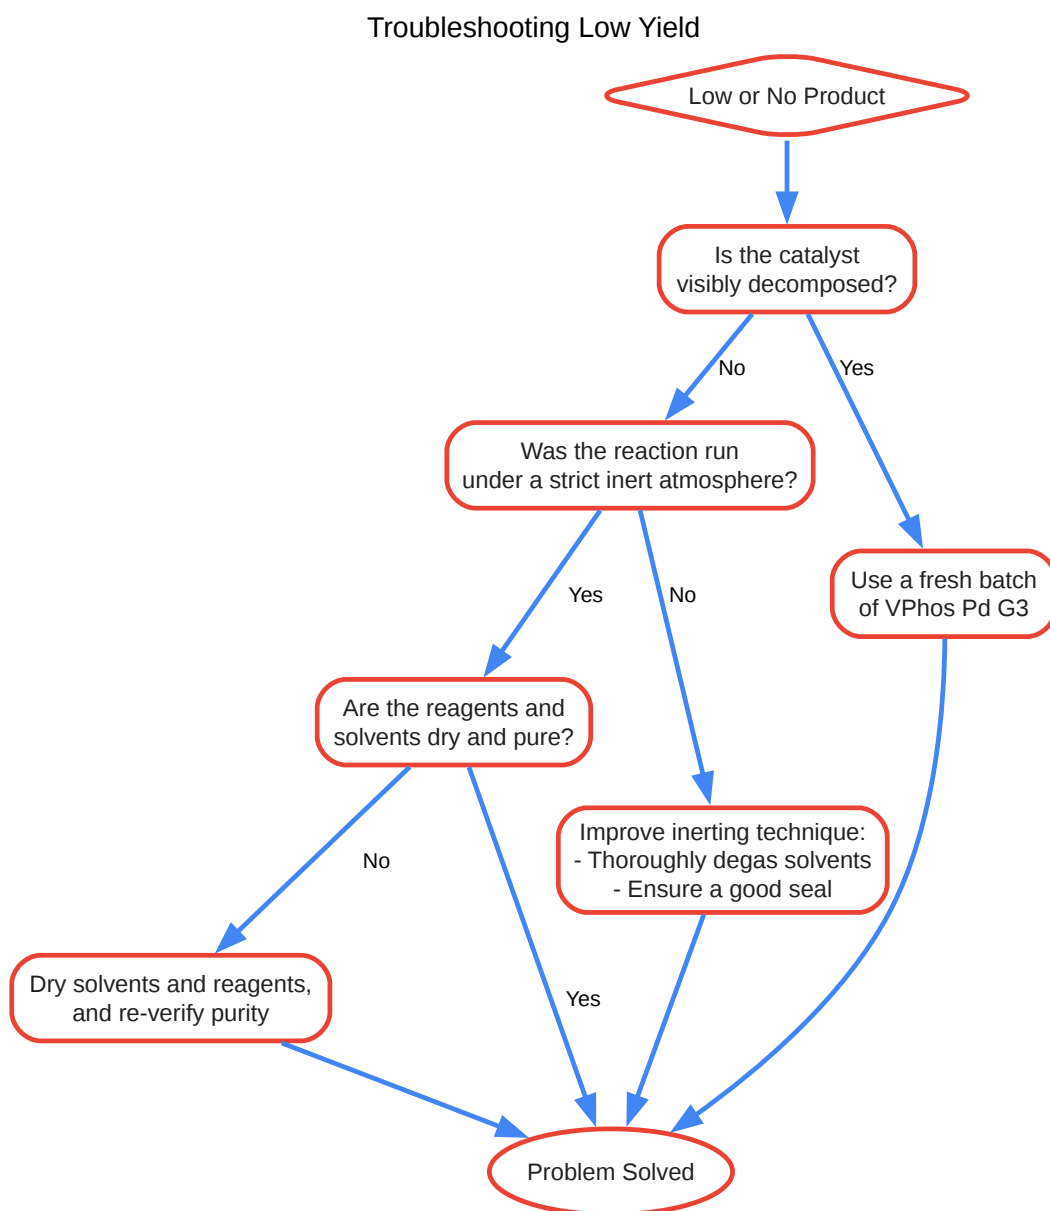 Troubleshooting Low Yield
Low or No Product
Is the catalyst
visibly decomposed?
No
Yes
Was the reaction run
under a strict inert atmosphere?
Use a fresh batch
of VPhos Pd G3
Yes
No
Are the reagents and
solvents dry and pure?
Improve inerting technique:
- Thoroughly degas solvents
- Ensure a good seal
No
Dry solvents and reagents,
and re-verify purity
Yes
Problem Solved